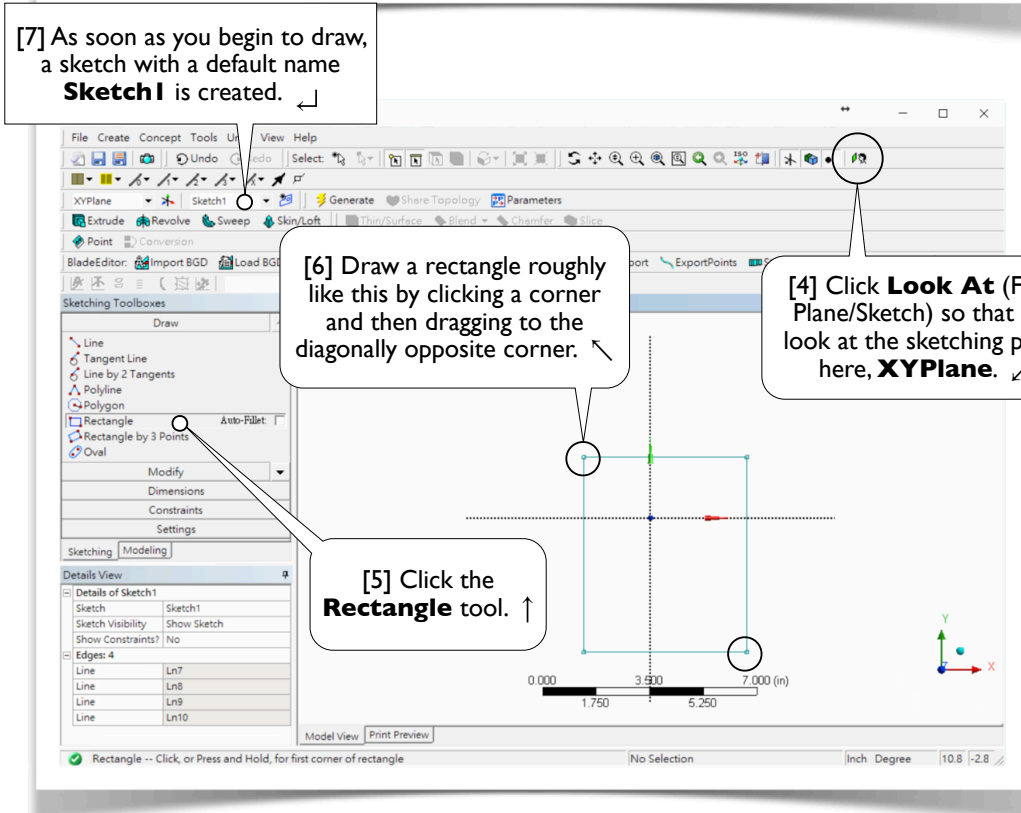 [7] As soon as you begin to draw,
a sketch with a default name
Sketch1 is created. ↵
File Create Concept Tools View Help
Undo Select:
XYPlane Sketch1 Generate Share Topology Parameters
Extrude Revolve Sweep Skin/Loft Thin/Surface Blend Chamfer Slice
Point Conversion
BladeEditor: Import BGD Load BGD ExportPoints
[6] Draw a rectangle roughly
like this by clicking a corner
and then dragging to the
diagonally opposite corner. ↖
[4] Click Look At (F
Plane/Sketch) so that
look at the sketching p
here, XYPlane.
Sketching Toolboxes
Draw
Line
Tangent Line
Line by 2 Tangents
Polyline
Polygon
Rectangle Auto-Fillet:
Rectangle by 3 Points
Oval
Modify
Dimensions
Constraints
Settings
Sketching Modeling
[5] Click the
Rectangle tool. ↑
Details View
Details of Sketch1
Sketch Sketch1
Sketch Visibility Show Sketch
Show Constraints? No
Edges: 4
Line Ln7
Line Ln8
Line Ln9
Line Ln10
Y
X
0.000 3.500 7.000 (in)
1.750 5.250
Model View Print Preview
Rectangle -- Click, or Press and Hold, for first corner of rectangle No Selection Inch Degree 10.8 -2.8